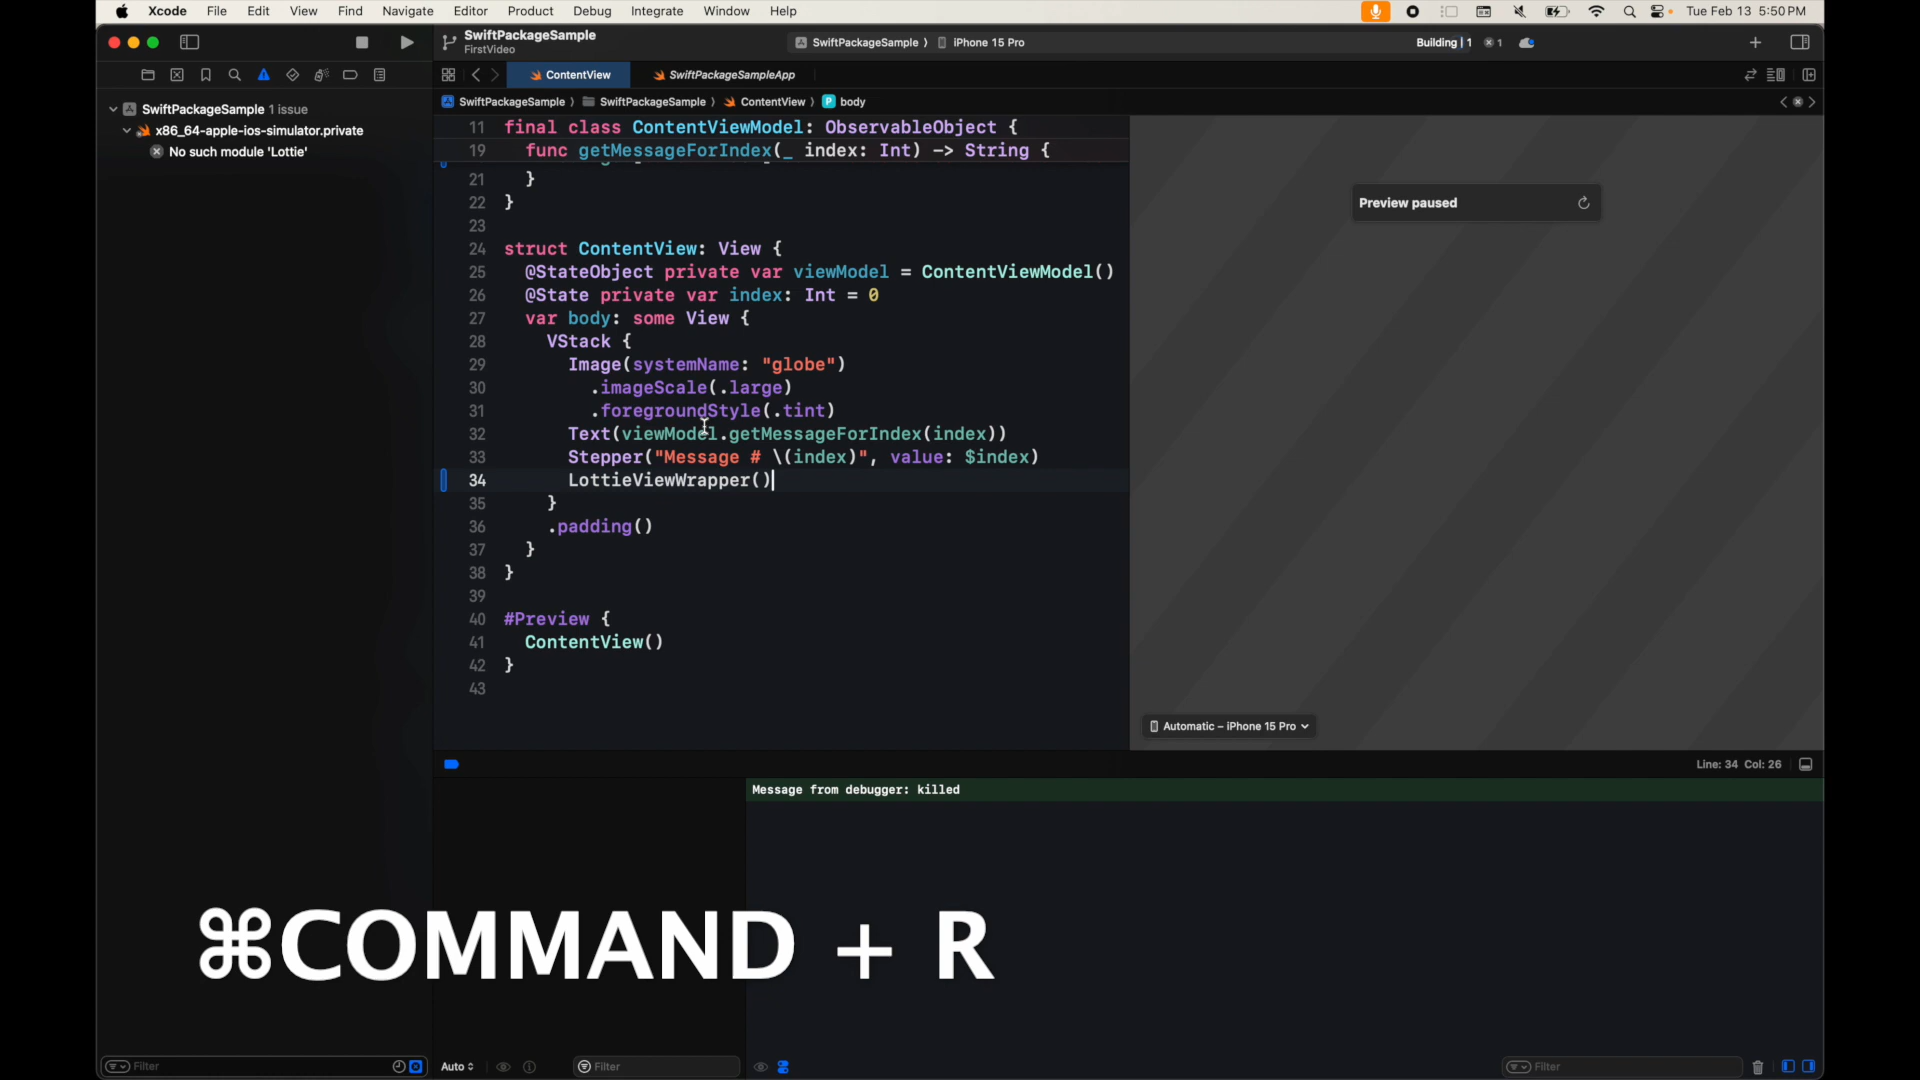 Xcode File Edit View Find Navigate Editor Product Debug Integrate Window Help Tue Feb 13 5:50 PM
SwiftPackageSample
FirstVideo
SwiftPackageSample ⟩ iPhone 15 Pro
Building | 1 1
ContentView
SwiftPackageSampleApp
SwiftPackageSample ⟩ SwiftPackageSample ⟩ ContentView ⟩ P body
SwiftPackageSample 1 issue
x86_64-apple-ios-simulator.private
No such module 'Lottie'
11 final class ContentViewModel: ObservableObject {
19 func getMessageForIndex(_ index: Int) -> String {
21 }
22 }
23
24 struct ContentView: View {
25 @StateObject private var viewModel = ContentViewModel()
26 @State private var index: Int = 0
27 var body: some View {
28 VStack {
29 Image(systemName: "globe")
30 .imageScale(.large)
31 .foregroundStyle(.tint)
32 Text(viewModel.getMessageForIndex(index))
33 Stepper("Message # \(index)", value: $index)
34 LottieViewWrapper()
35 }
36 .padding()
37 }
38 }
39
40 #Preview {
41 ContentView()
42 }
43
Preview paused
Automatic – iPhone 15 Pro
Line: 34 Col: 26
Message from debugger: killed
⌘COMMAND + R
Filter
Auto
Filter
Filter